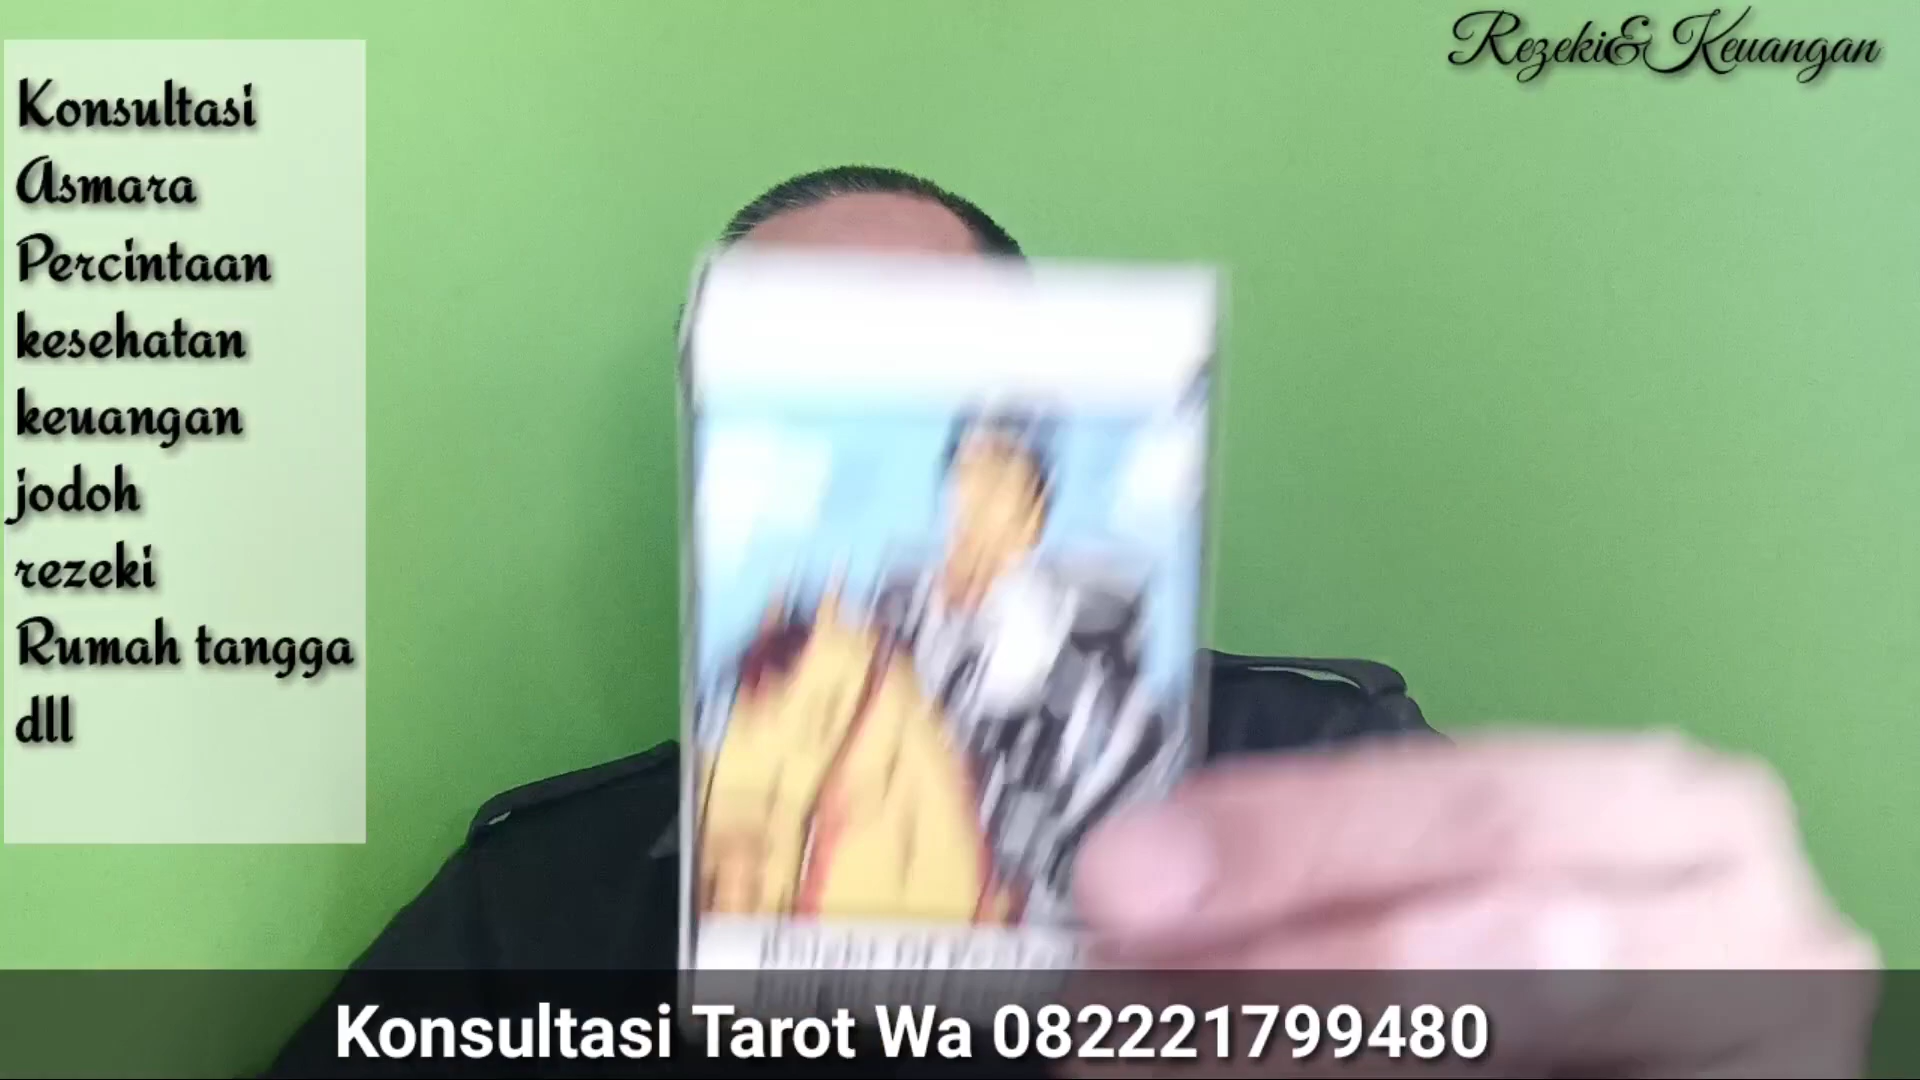 Rezeki&Keuangan
Konsultasi
Asmara
Percintaan
kesehatan
keuangan
jodoh
rezeki
Rumah tangga
dll
Konsultasi Tarot Wa 082221799480